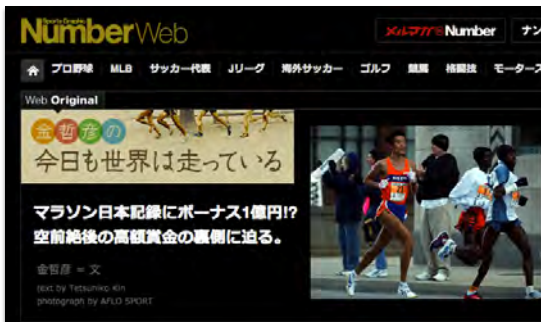 Sports Graphic
NumberWeb
メルマガ Number ナン
プロ野球 MLB サッカー代表 Jリーグ 海外サッカー ゴルフ 競馬 格闘技 モータース
Web Original
金哲彦の
今日も世界は走っている
マラソン日本記録にボーナス1億円!?
空前絶後の高額賞金の裏側に迫る。
金哲彦 = 文
text by Tetsuhiko Kin
photograph by AFLO SPORT